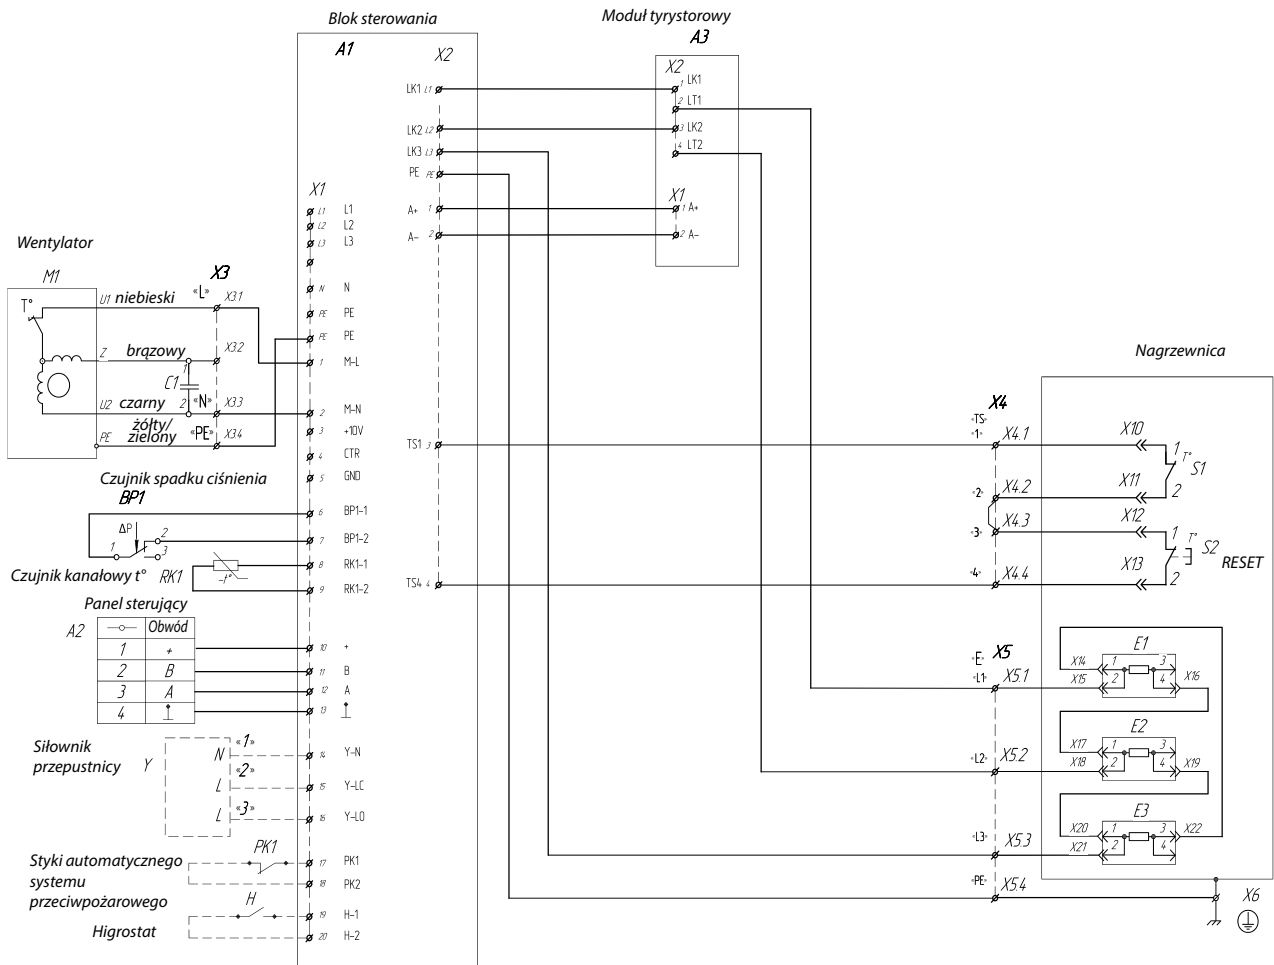 Blok sterowania
A1
X2
LK1 L1
LK2 L2
LK3 L3
PE PE
A+ 1
A– 2
TS1 3
TS4 4
Moduł tyrystorowy
A3
X2
1 LK1
2 LT1
3 LK2
4 LT2
X1
1 A+
2 A–
X1
L1 L1
L2 L2
L3 L3
N N
PE PE
PE PE
1 M–L
2 M–N
3 +10V
4 CTR
5 GND
6 BP1–1
7 BP1–2
8 RK1–1
9 RK1–2
10 +
11 B
12 A
13
14 Y–N
15 Y–LC
16 Y–LO
17 PK1
18 PK2
19 H–1
20 H–2
Wentylator
M1
T°
U1 niebieski «L» X3.1
X3
Z brązowy X3.2
C1
1
2
U2 czarny «N» X3.3
PE żółty/
zielony «PE» X3.4
Czujnik spadku ciśnienia
BP1
ΔP
1
2
3
Czujnik kanałowy t° RK1
–t°
Panel sterujący
A2
Obwód
1 +
2 B
3 A
4
Siłownik
przepustnicy
Y
N «1»
L «2»
L «3»
Styki automatycznego
systemu
przeciwpożarowego
PK1
H
Higrostat
Nagrzewnica
X4
«TS»
«1» X4.1
«2» X4.2
«3» X4.3
«4» X4.4
X10
X11
X12
X13
1
T° S1
2
1
T° S2
2
RESET
«E» X5
«L1» X5.1
«L2» X5.2
«L3» X5.3
«PE» X5.4
E1
X14 1 3
X15 2 4 X16
E2
X17 1 3
X18 2 4 X19
E3
X20 1 3 X22
X21 2 4
X6